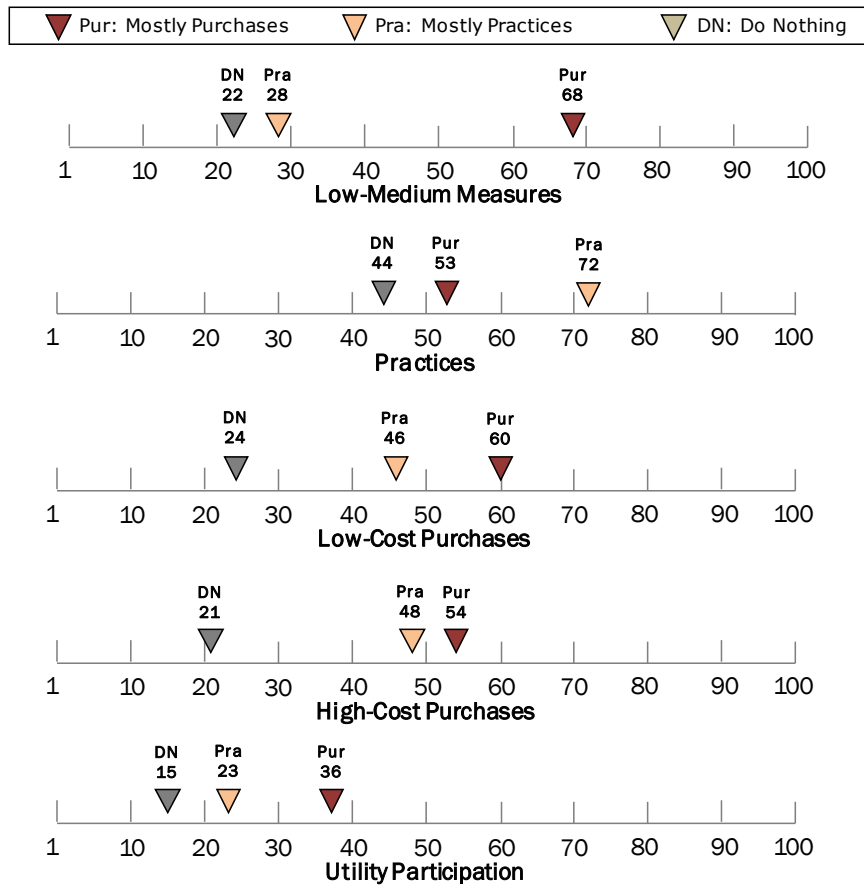 Pur: Mostly Purchases Pra: Mostly Practices DN: Do Nothing
DN Pra Pur
22 28 68
1 10 20 30 40 50 60 70 80 90 100
Low-Medium Measures
DN Pur Pra
44 53 72
1 10 20 30 40 50 60 70 80 90 100
Practices
DN Pra Pur
24 46 60
1 10 20 30 40 50 60 70 80 90 100
Low-Cost Purchases
DN Pra Pur
21 48 54
1 10 20 30 40 50 60 70 80 90 100
High-Cost Purchases
DN Pra Pur
15 23 36
1 10 20 30 40 50 60 70 80 90 100
Utility Participation